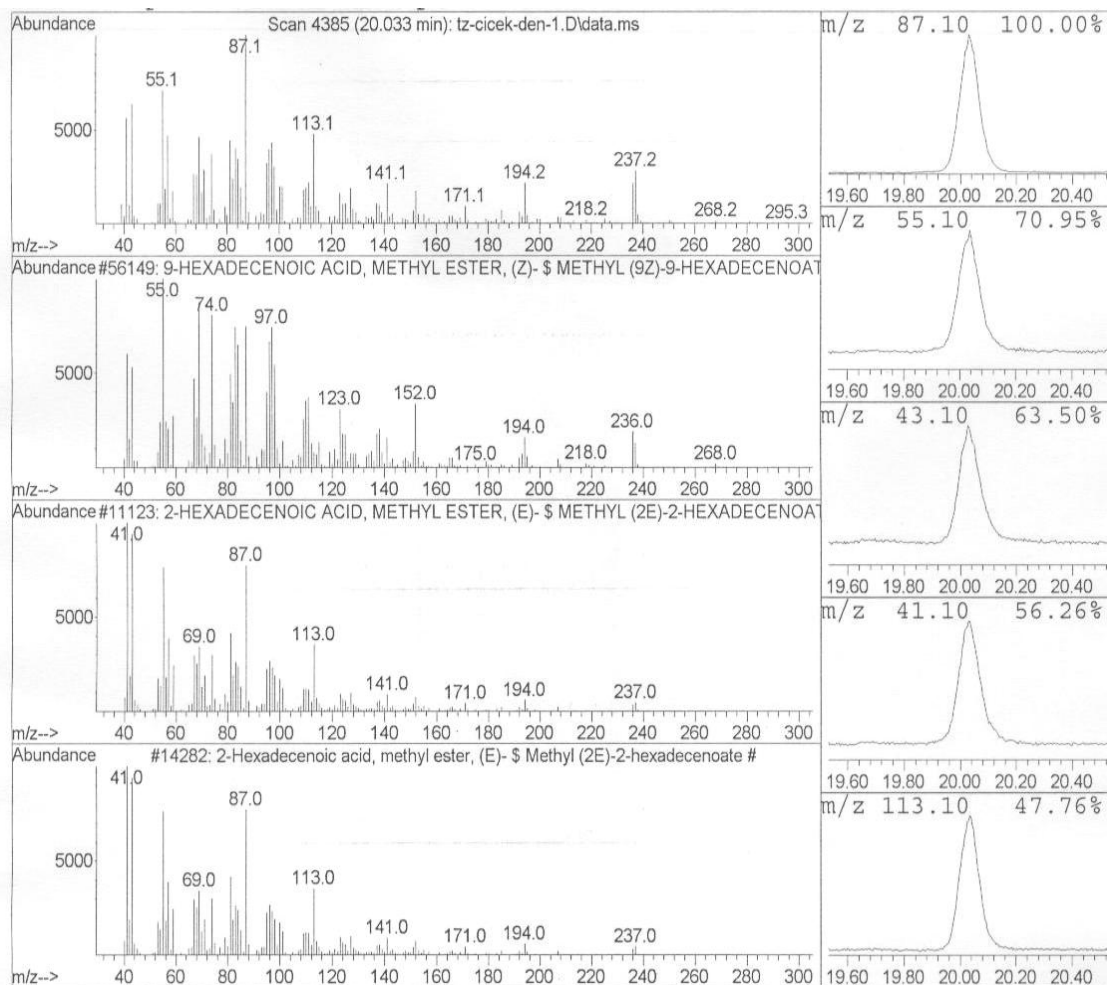 Abundance Scan 4385 (20.033 min): tz-cicek-den-1.D\data.ms
87.1
55.1
5000
113.1
141.1
171.1
194.2
218.2
237.2
268.2
295.3
m/z--> 40 60 80 100 120 140 160 180 200 220 240 260 280 300
Abundance #56149: 9-HEXADECENOIC ACID, METHYL ESTER, (Z)- $ METHYL (9Z)-9-HEXADECENOAT
55.0
74.0
97.0
5000
123.0
152.0
175.0
194.0
218.0
236.0
268.0
m/z--> 40 60 80 100 120 140 160 180 200 220 240 260 280 300
Abundance #11123: 2-HEXADECENOIC ACID, METHYL ESTER, (E)- $ METHYL (2E)-2-HEXADECENOAT
41.0
87.0
5000
69.0
113.0
141.0
171.0
194.0
237.0
m/z--> 40 60 80 100 120 140 160 180 200 220 240 260 280 300
Abundance #14282: 2-Hexadecenoic acid, methyl ester, (E)- $ Methyl (2E)-2-hexadecenoate #
41.0
87.0
5000
69.0
113.0
141.0
171.0
194.0
237.0
m/z--> 40 60 80 100 120 140 160 180 200 220 240 260 280 300
m/z 87.10 100.00%
19.60 19.80 20.00 20.20 20.40
m/z 55.10 70.95%
19.60 19.80 20.00 20.20 20.40
m/z 43.10 63.50%
19.60 19.80 20.00 20.20 20.40
m/z 41.10 56.26%
19.60 19.80 20.00 20.20 20.40
m/z 113.10 47.76%
19.60 19.80 20.00 20.20 20.40